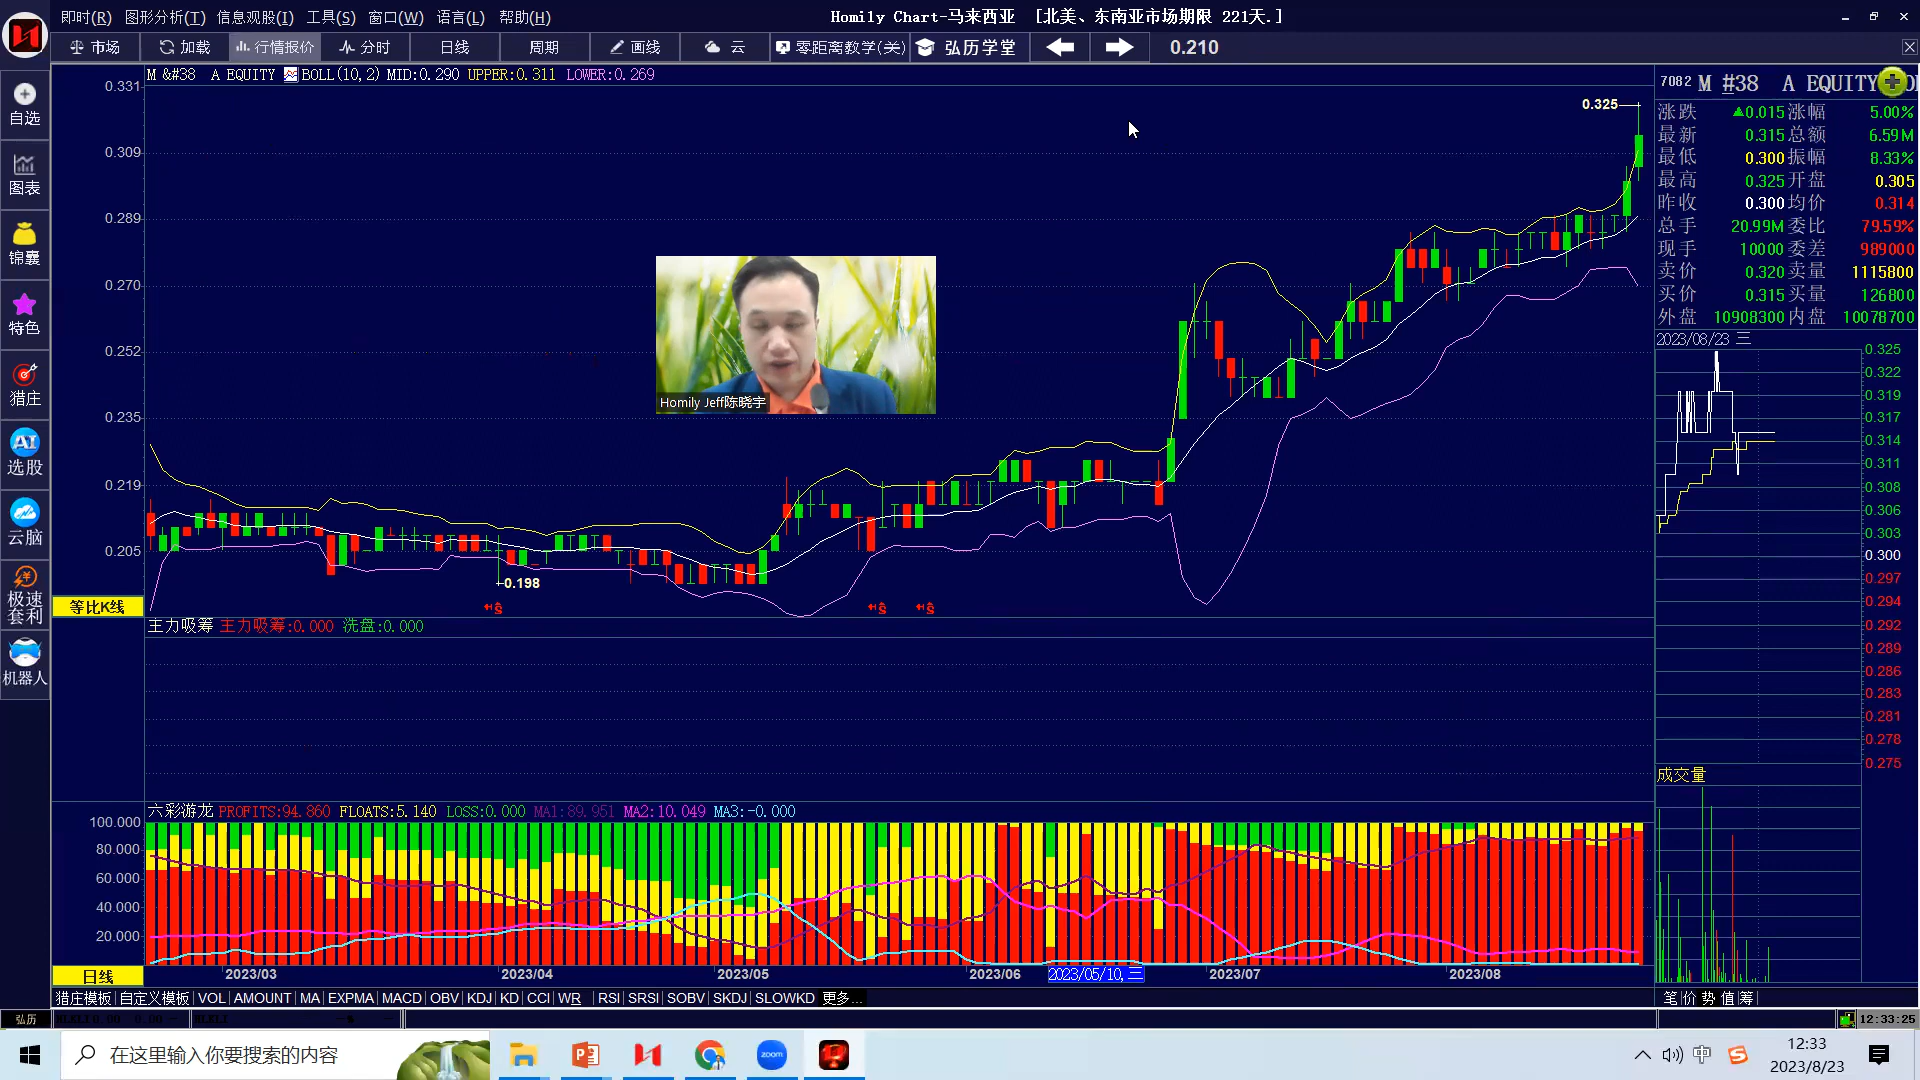 即时(R) 图形分析(T) 信息观股(I) 工具(S) 窗口(W) 语言(L) 帮助(H)
Homily Chart-马来西亚 [北美、东南亚市场期限 221天.]
市场 加载 行情报价 分时 日线 周期 画线 云 零距离教学(关) 弘历学堂 0.210
自选
图表
锦囊
特色
猎庄
AI
选股
云脑
极速
套利
机器人
M &#38 A EQUITY BOLL(10,2) MID:0.290 UPPER:0.311 LOWER:0.269
0.331
0.309
0.289
0.270
0.252
0.235
0.219
0.205
0.325
0.198
Homily Jeff陈晓宇
等比K线
主力吸筹 主力吸筹:0.000 洗盘:0.000
六彩游龙 PROFITS:94.860 FLOATS:5.140 LOSS:0.000 MA1:89.951 MA2:10.049 MA3:-0.000
100.000
80.000
60.000
40.000
20.000
日线
2023/03 2023/04 2023/05 2023/06 2023/05/10,三 2023/07 2023/08
猎庄模板 自定义模板 VOL AMOUNT MA EXPMA MACD OBV KDJ KD CCI WR RSI SRSI SOBV SKDJ SLOWKD 更多...
7082 M #38 A EQUITY
涨跌 0.015 涨幅 5.00%
最新 0.315 总额 6.59M
最低 0.300 振幅 8.33%
最高 0.325 开盘 0.305
昨收 0.300 均价 0.314
总手 20.99M 委比 79.59%
现手 10000 委差 989000
卖价 0.320 卖量 1115800
买价 0.315 买量 126800
外盘 10908300 内盘 10078700
2023/08/23 三
0.325
0.322
0.319
0.317
0.314
0.311
0.308
0.306
0.303
0.300
0.297
0.294
0.292
0.289
0.286
0.283
0.281
0.278
0.275
成交量
笔 价 势 值 筹
弘历
12:33:25
在这里输入你要搜索的内容
zoom
中
12:33
2023/8/23